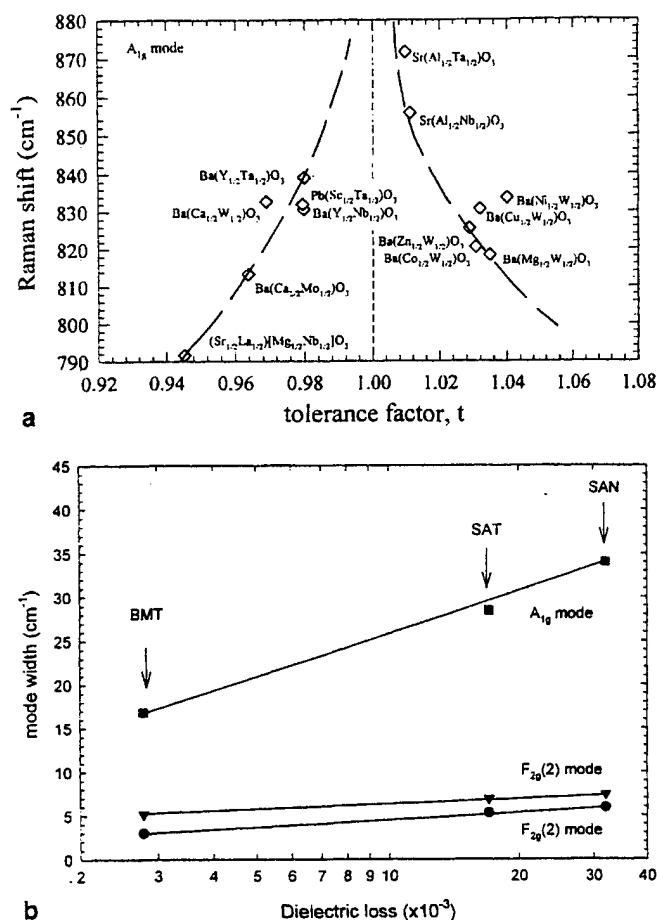 880
870
860
850
840
830
820
810
800
790
Raman shift (cm⁻¹)
A₁g mode
Sr(Al₁/₂Ta₁/₂)O₃
Sr(Al₁/₂Nb₁/₂)O₃
Ba(Y₁/₂Ta₁/₂)O₃
Pb(Sc₁/₂Ta₁/₂)O₃
Ba(Ca₁/₂W₁/₂)O₃
Ba(Y₁/₂Nb₁/₂)O₃
Ba(Ni₁/₂W₁/₂)O₃
Ba(Cu₁/₂W₁/₂)O₃
Ba(Zn₁/₂W₁/₂)O₃
Ba(Co₁/₂W₁/₂)O₃
Ba(Mg₁/₂W₁/₂)O₃
Ba(Ca₁/₂Mo₁/₂)O₃
(Sr₁/₂La₁/₂)[Mg₁/₂Nb₁/₂]O₃
0.92 0.94 0.96 0.98 1.00 1.02 1.04 1.06 1.08
tolerance factor, t
a
45
40
35
30
25
20
15
10
5
0
mode width (cm⁻¹)
SAN
SAT
BMT
A₁g mode
F₂g(2) mode
F₂g(2) mode
2 3 4 5 6 7 8 9 10 20 30 40
Dielectric loss (x10⁻³)
b